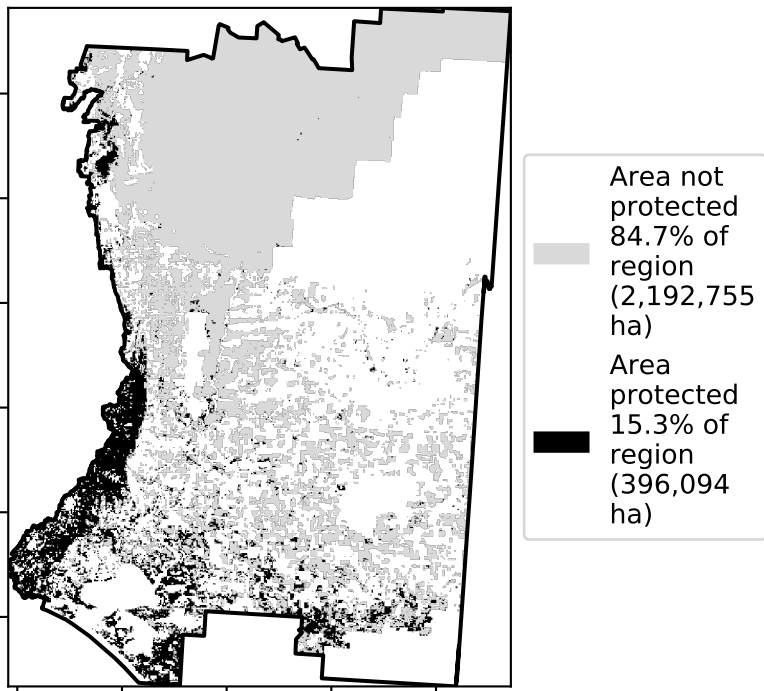 Area not
protected
84.7% of
region
(2,192,755
ha)
Area
protected
15.3% of
region
(396,094
ha)